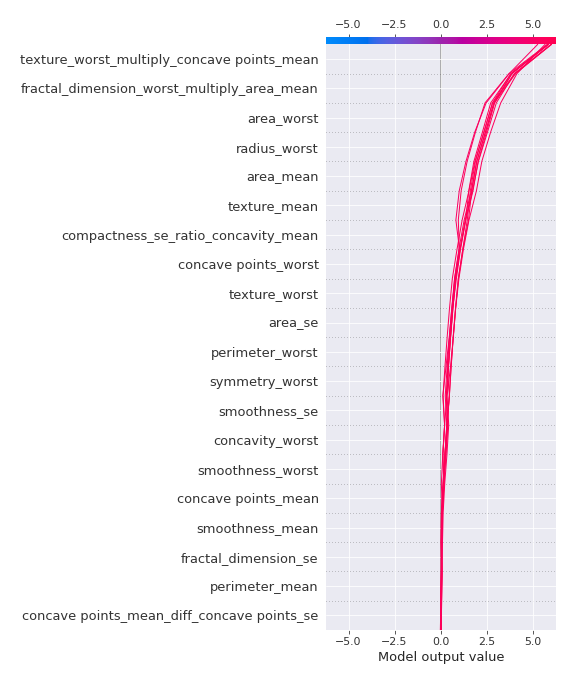 −5.0 −2.5 0.0 2.5 5.0
texture_worst_multiply_concave points_mean
fractal_dimension_worst_multiply_area_mean
area_worst
radius_worst
area_mean
texture_mean
compactness_se_ratio_concavity_mean
concave points_worst
texture_worst
area_se
perimeter_worst
symmetry_worst
smoothness_se
concavity_worst
smoothness_worst
concave points_mean
smoothness_mean
fractal_dimension_se
perimeter_mean
concave points_mean_diff_concave points_se
−5.0 −2.5 0.0 2.5 5.0
Model output value